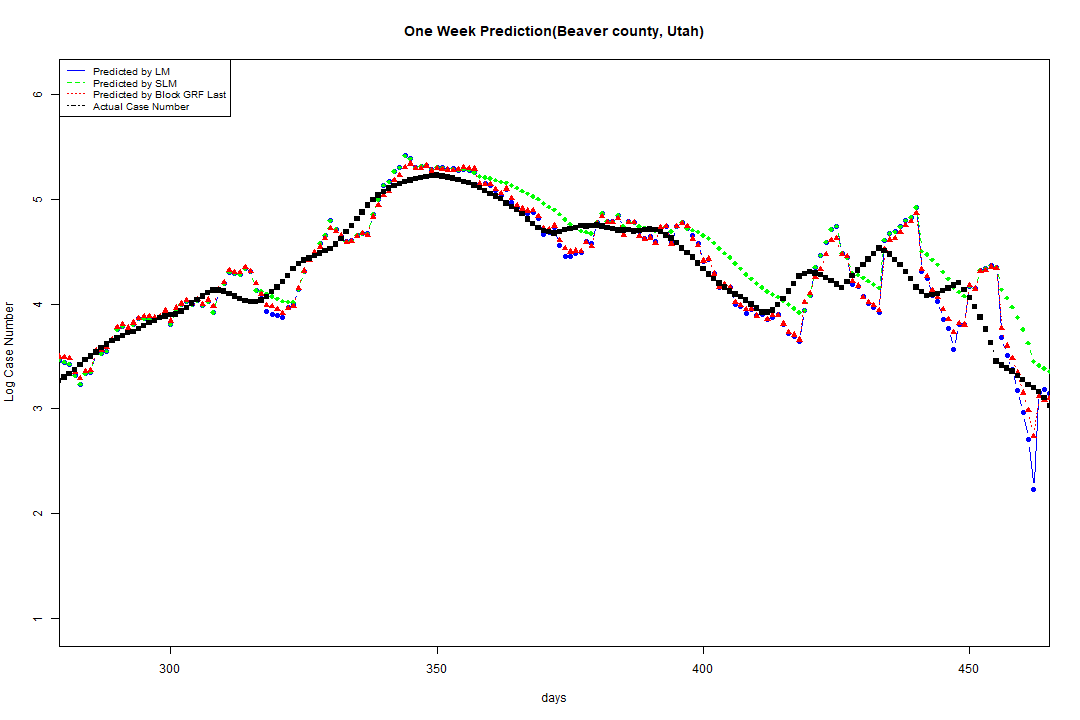 One Week Prediction(Beaver county, Utah)
Predicted by LM
Predicted by SLM
Predicted by Block GRF Last
Actual Case Number
6
5
4
3
2
1
Log Case Number
300
350
400
450
days